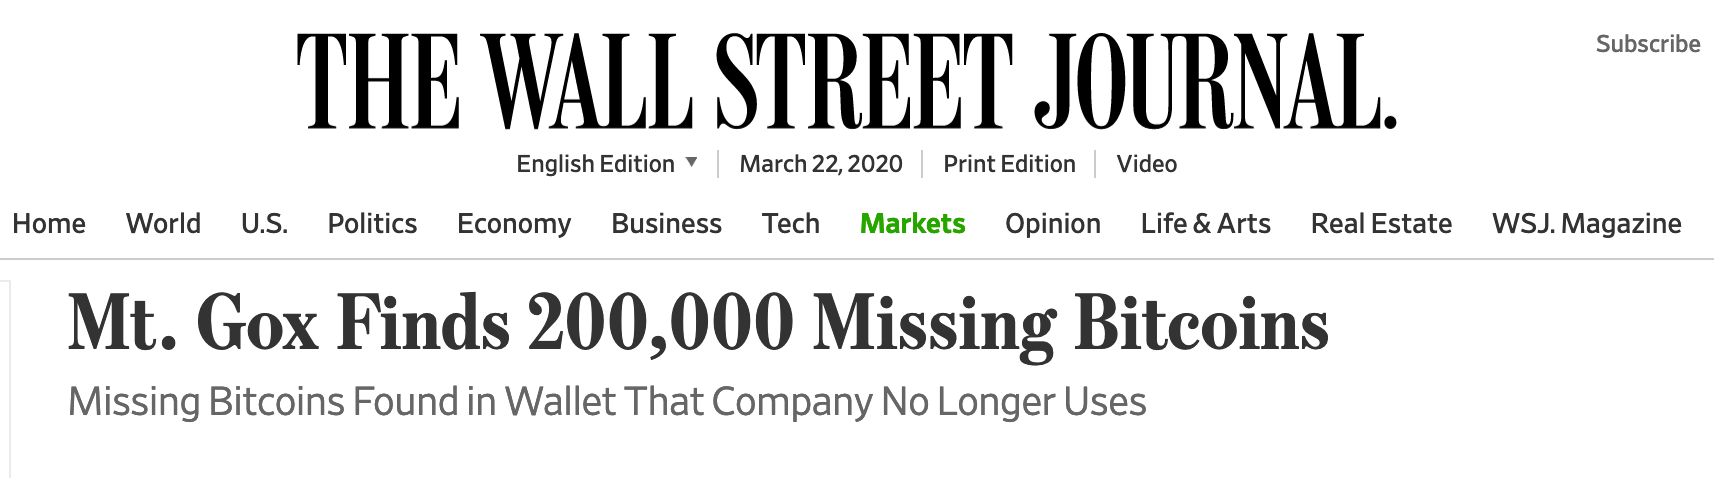 THE WALL STREET JOURNAL.
Subscribe
English Edition March 22, 2020 Print Edition Video
Home World U.S. Politics Economy Business Tech Markets Opinion Life & Arts Real Estate WSJ. Magazine
Mt. Gox Finds 200,000 Missing Bitcoins
Missing Bitcoins Found in Wallet That Company No Longer Uses